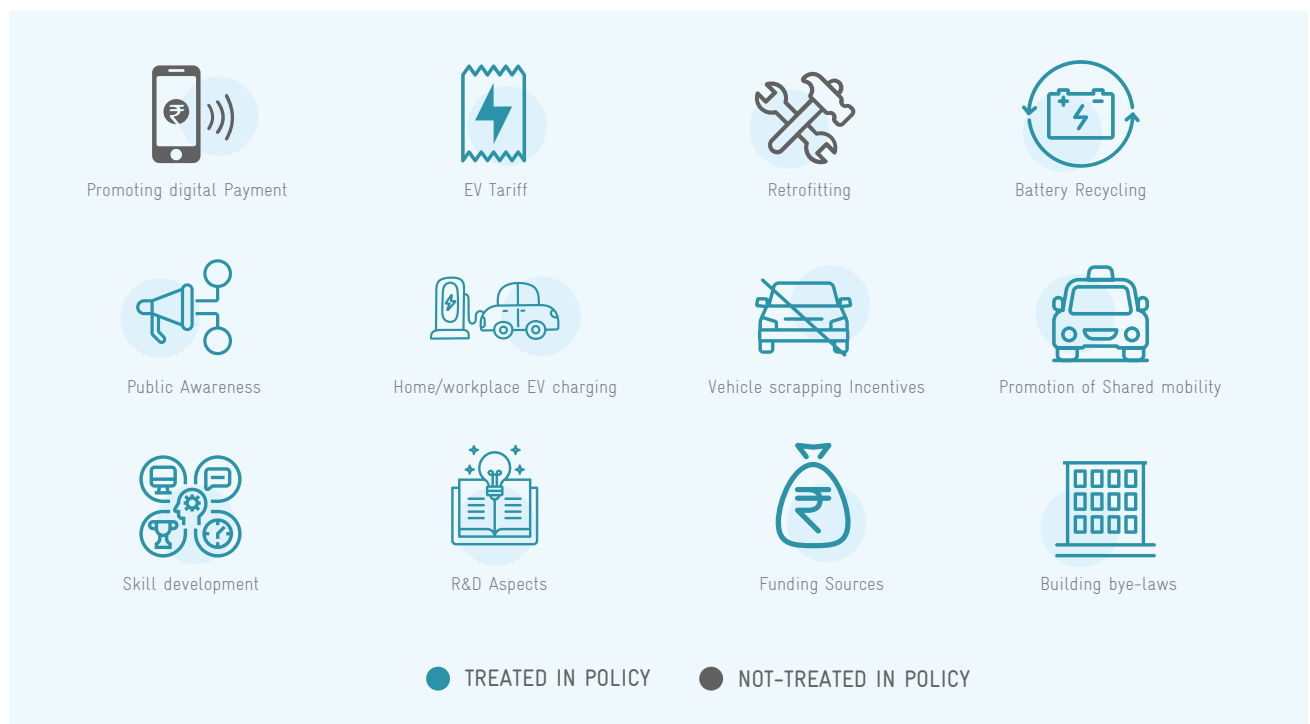 ₹
Promoting digital Payment
EV Tariff
Retrofitting
Battery Recycling
Public Awareness
Home/workplace EV charging
Vehicle scrapping Incentives
Promotion of Shared mobility
₹
Skill development
R&D Aspects
Funding Sources
Building bye-laws
TREATED IN POLICY
NOT-TREATED IN POLICY